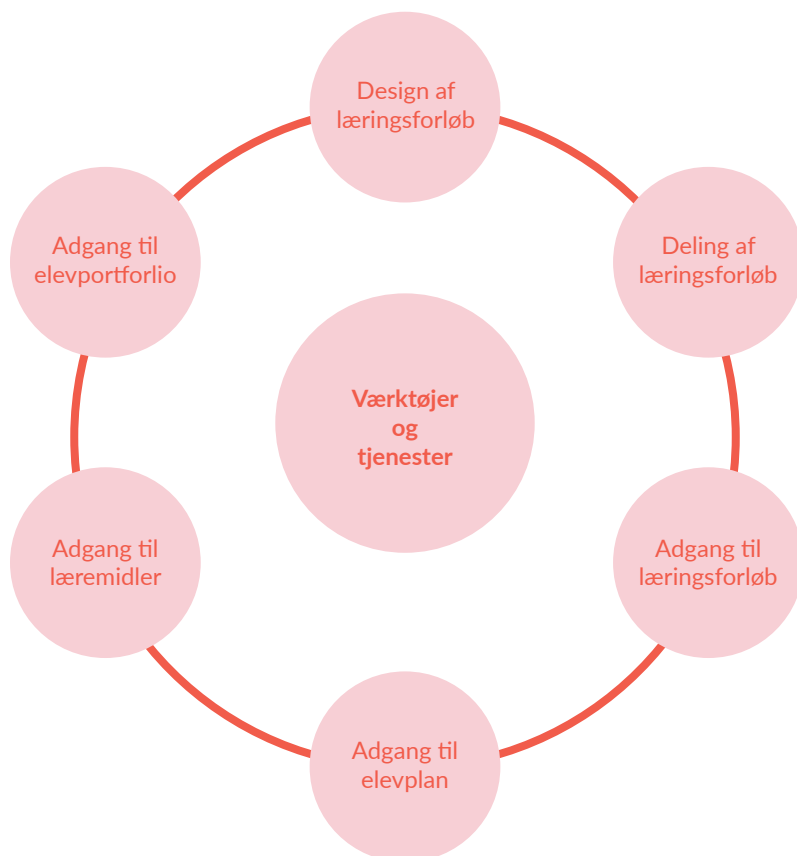 Design af
læringsforløb
Adgang til
elevportforlio
Deling af
læringsforløb
Værktøjer
og
tjenester
Adgang til
læremidler
Adgang til
læringsforløb
Adgang til
elevplan